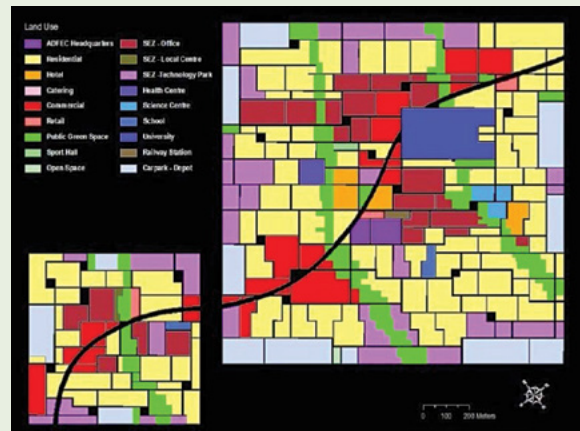 Land Use
ADFEC Headquarters
Residential
Hotel
Catering
Commercial
Retail
Public Green Space
Sport Hall
Open Space
SEZ - Office
SEZ - Local Centre
SEZ - Technology Park
Health Centre
Science Centre
School
University
Railway Station
Carpark - Depot
0 100 200 Meters